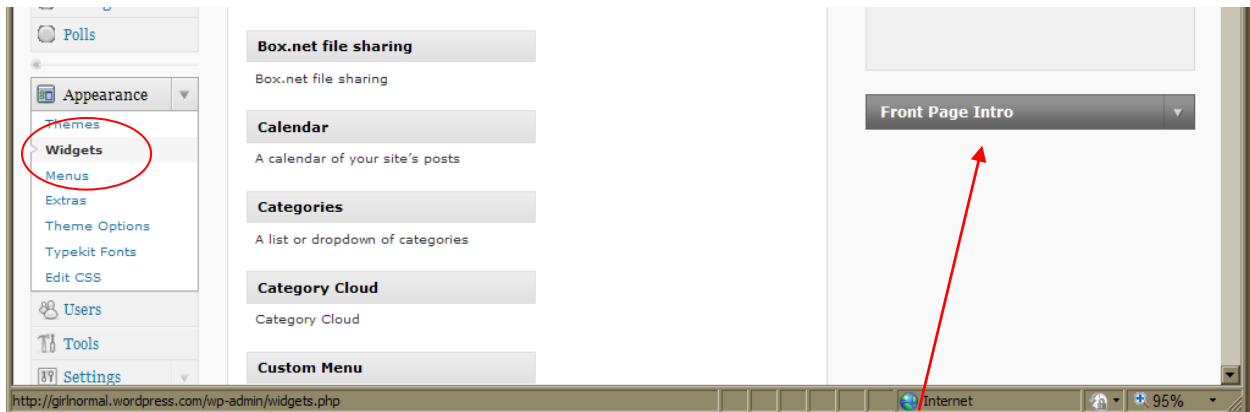 Polls
Appearance
Themes
Widgets
Menus
Extras
Theme Options
Typekit Fonts
Edit CSS
Users
Tools
Settings
Box.net file sharing
Box.net file sharing
Calendar
A calendar of your site's posts
Categories
A list or dropdown of categories
Category Cloud
Category Cloud
Custom Menu
Front Page Intro
http://girlnormal.wordpress.com/wp-admin/widgets.php
Internet
95%